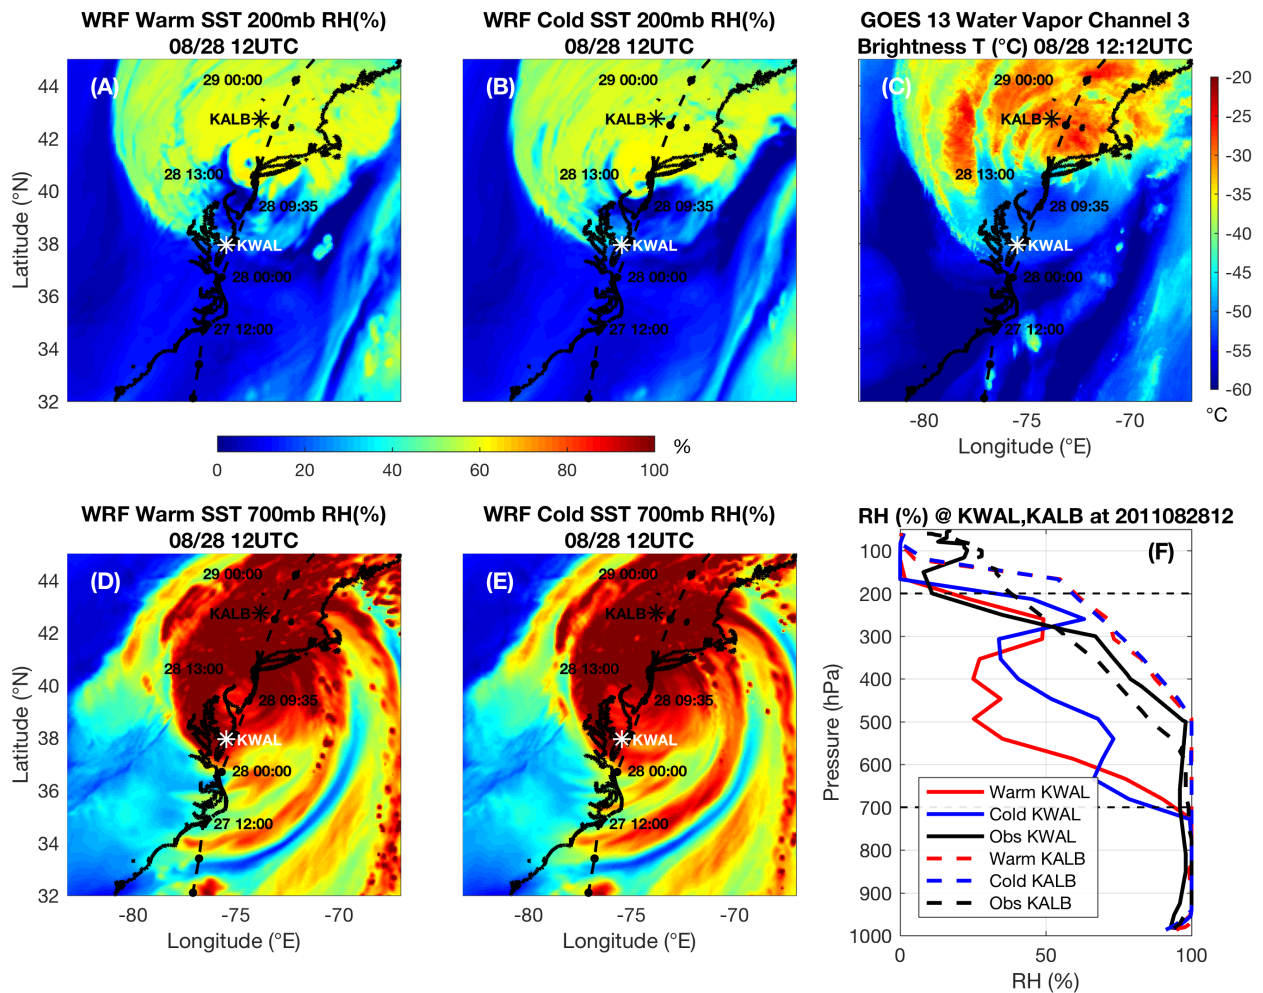 WRF Warm SST 200mb RH(%)
08/28 12UTC
WRF Cold SST 200mb RH(%)
08/28 12UTC
GOES 13 Water Vapor Channel 3
Brightness T (°C) 08/28 12:12UTC
Latitude (°N)
44
42
40
38
36
34
32
(A)
29 00:00
KALB
28 13:00
28 09:35
KWAL
28 00:00
27 12:00
(B)
29 00:00
KALB
28 13:00
28 09:35
KWAL
28 00:00
27 12:00
(C)
29 00:00
KALB
28 13:00
28 09:35
KWAL
28 00:00
27 12:00
-80 -75 -70
Longitude (°E)
-20
-25
-30
-35
-40
-45
-50
-55
-60
°C
0 20 40 60 80 100
%
WRF Warm SST 700mb RH(%)
08/28 12UTC
WRF Cold SST 700mb RH(%)
08/28 12UTC
RH (%) @ KWAL,KALB at 2011082812
Latitude (°N)
44
42
40
38
36
34
32
(D)
29 00:00
KALB
28 13:00
28 09:35
KWAL
28 00:00
27 12:00
-80 -75 -70
Longitude (°E)
(E)
29 00:00
KALB
28 13:00
28 09:35
KWAL
28 00:00
27 12:00
-80 -75 -70
Longitude (°E)
(F)
Pressure (hPa)
100
200
300
400
500
600
700
800
900
1000
Warm KWAL
Cold KWAL
Obs KWAL
Warm KALB
Cold KALB
Obs KALB
0 50 100
RH (%)